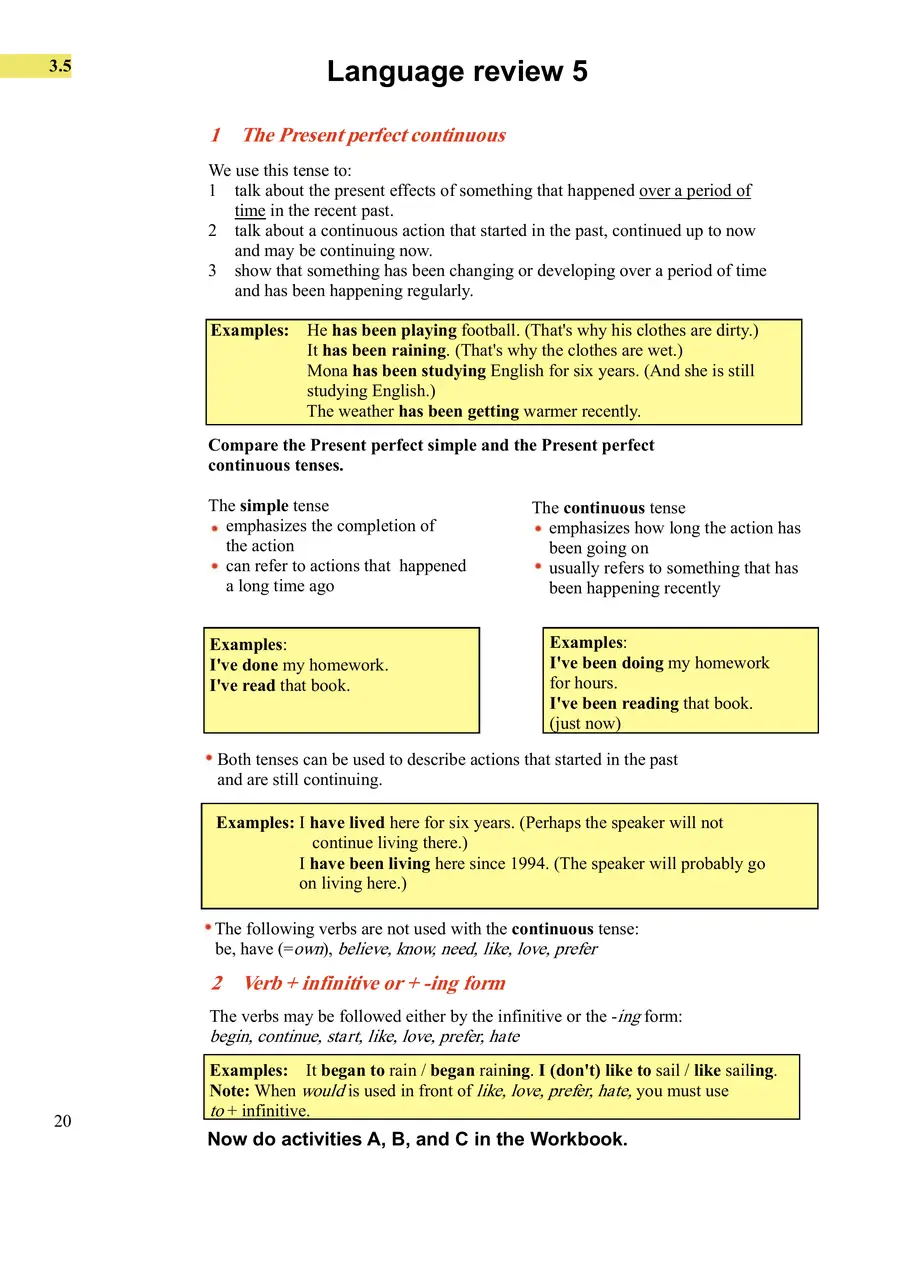 3.5
Language review 5
1 The Present perfect continuous
We use this tense to:
1 talk about the present effects of something that happened over a period of
time in the recent past.
2 talk about a continuous action that started in the past, continued up to now
and may be continuing now.
3 show that something has been changing or developing over a period of time
and has been happening regularly.
Examples: He has been playing football. (That's why his clothes are dirty.)
It has been raining. (That's why the clothes are wet.)
Mona has been studying English for six years. (And she is still
studying English.)
The weather has been getting warmer recently.
Compare the Present perfect simple and the Present perfect
continuous tenses.
The simple tense
• emphasizes the completion of
the action
• can refer to actions that happened
a long time ago
The continuous tense
• emphasizes how long the action has
been going on
• usually refers to something that has
been happening recently
Examples:
I've done my homework.
I've read that book.
Examples:
I've been doing my homework
for hours.
I've been reading that book.
(just now)
• Both tenses can be used to describe actions that started in the past
and are still continuing.
Examples: I have lived here for six years. (Perhaps the speaker will not
continue living there.)
I have been living here since 1994. (The speaker will probably go
on living here.)
• The following verbs are not used with the continuous tense:
be, have (=own), believe, know, need, like, love, prefer
2 Verb + infinitive or + -ing form
The verbs may be followed either by the infinitive or the -ing form:
begin, continue, start, like, love, prefer, hate
Examples: It began to rain / began raining. I (don't) like to sail / like sailing.
Note: When would is used in front of like, love, prefer, hate, you must use
to + infinitive.
20
Now do activities A, B, and C in the Workbook.